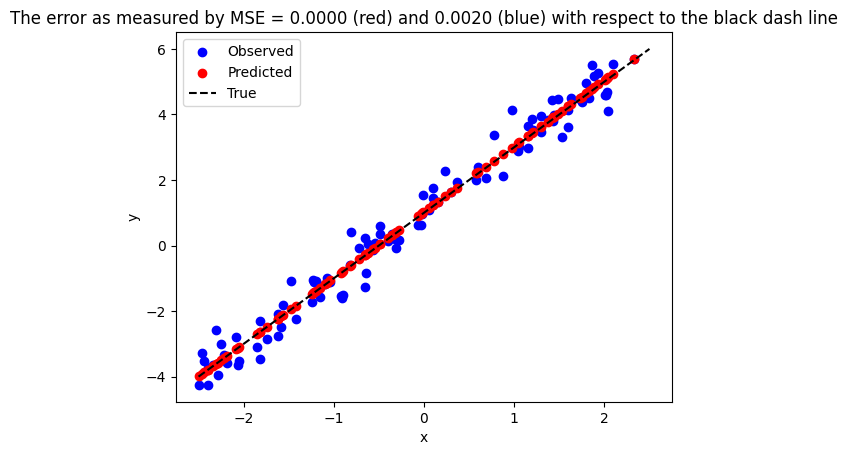 The error as measured by MSE = 0.0000 (red) and 0.0020 (blue) with respect to the black dash line
Observed
Predicted
True
y
6
4
2
0
−2
−4
−2
−1
0
1
2
x